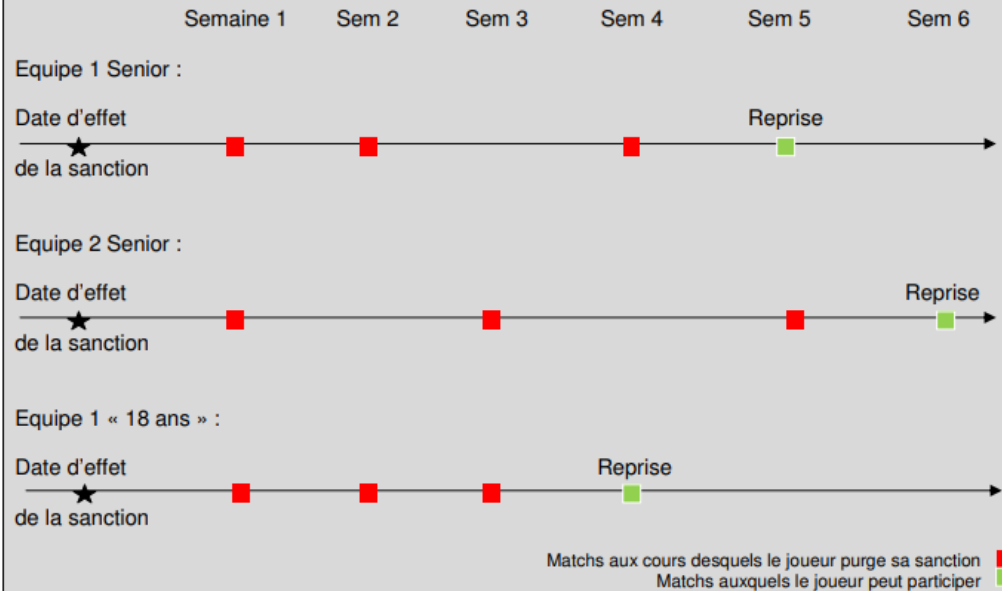 Semaine 1 Sem 2 Sem 3 Sem 4 Sem 5 Sem 6
Equipe 1 Senior :
Date d'effet Reprise
de la sanction
Equipe 2 Senior :
Date d'effet Reprise
de la sanction
Equipe 1 « 18 ans » :
Date d'effet Reprise
de la sanction
Matchs aux cours desquels le joueur purge sa sanction
Matchs auxquels le joueur peut participer